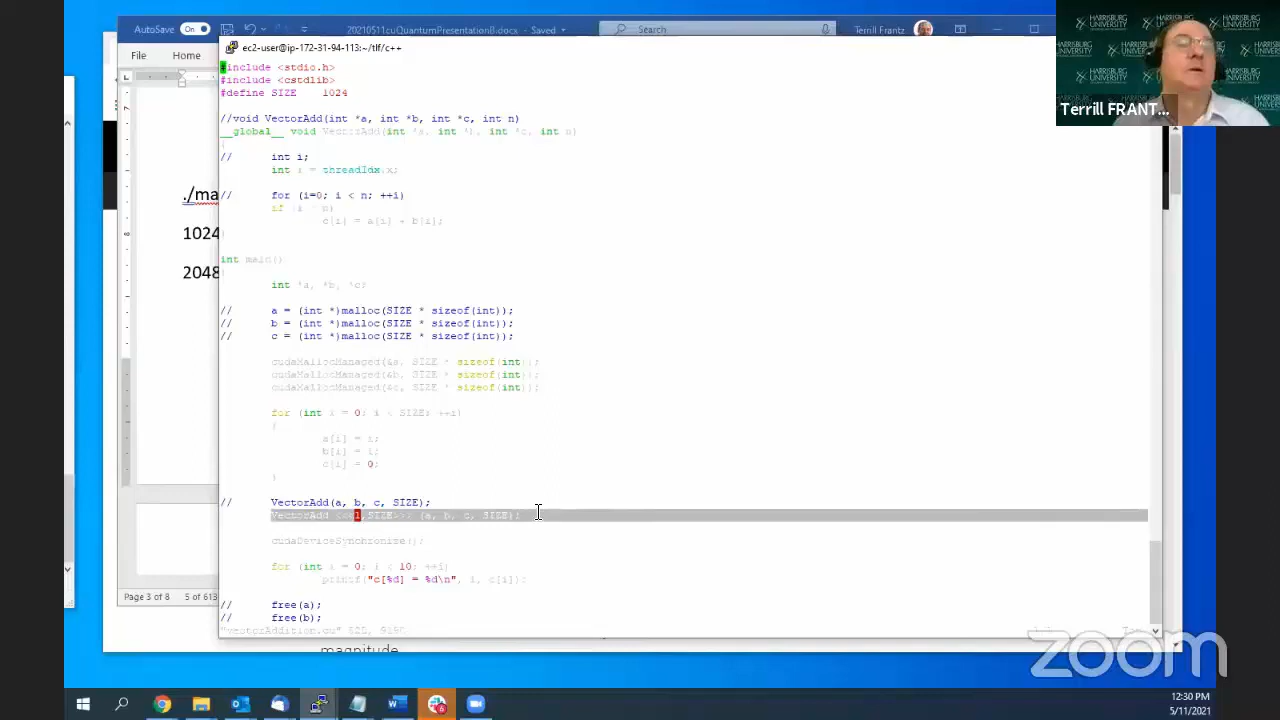 AutoSave On 20210511cuQuantumPresentationB.docx - Saved Search Terrill Frantz
File Home
ec2-user@ip-172-31-94-113:~/tlf/c++
#include <stdio.h>
#include <cstdlib>
#define SIZE 1024
//void VectorAdd(int *a, int *b, int *c, int n)
__global__ void VectorAdd(int *a, int *b, int *c, int n)
{
// int i;
int i = threadIdx.x;
// for (i=0; i < n; ++i)
if (i < n)
c[i] = a[i] + b[i];
int main()
int *a, *b, *c;
// a = (int *)malloc(SIZE * sizeof(int));
// b = (int *)malloc(SIZE * sizeof(int));
// c = (int *)malloc(SIZE * sizeof(int));
cudaMallocManaged(&a, SIZE * sizeof(int));
cudaMallocManaged(&b, SIZE * sizeof(int));
cudaMallocManaged(&c, SIZE * sizeof(int));
for (int i = 0; i < SIZE; ++i)
{
a[i] = i;
b[i] = i;
c[i] = 0;
}
// VectorAdd(a, b, c, SIZE);
VectorAdd <<<1,SIZE>>> (a, b, c, SIZE);
cudaDeviceSynchronize();
for (int i = 0; i < 10; ++i)
printf("c[%d] = %d\n", i, c[i]);
// free(a);
// free(b);
"vectorAddition.cu"
./ma
1024
2048
Page 3 of 8 5 of 613
magnitude
HARRISBURG UNIVERSITY
Terrill FRANT...
zoom
12:30 PM
5/11/2021